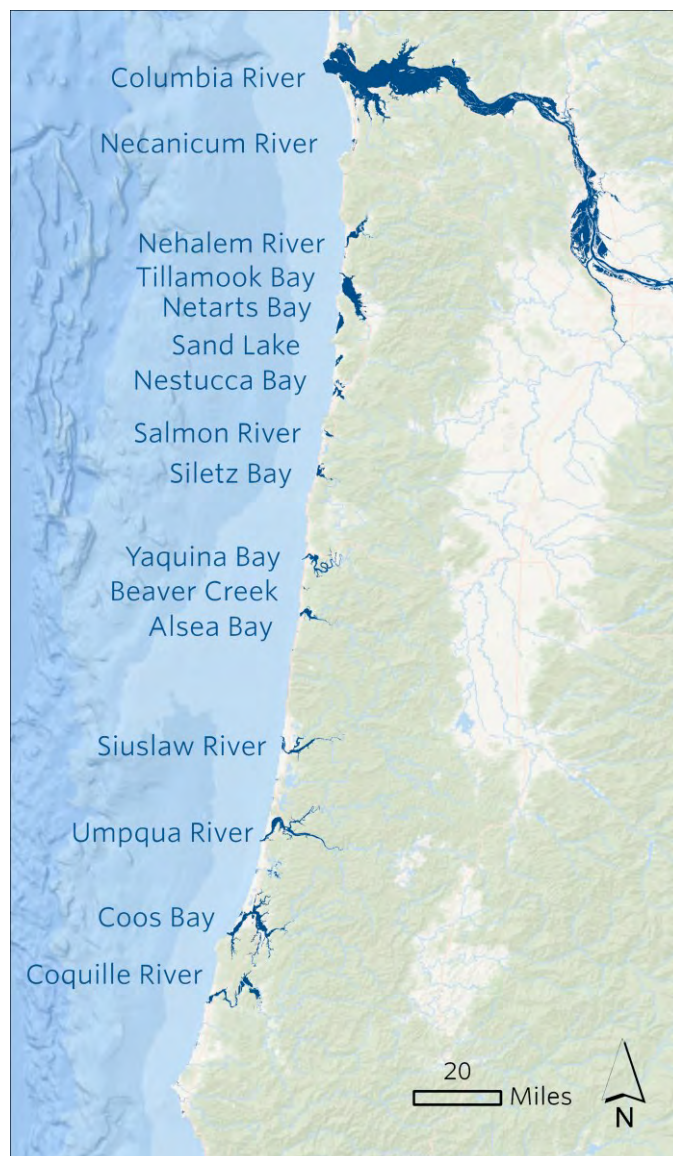 Columbia River
Necanicum River
Nehalem River
Tillamook Bay
Netarts Bay
Sand Lake
Nestucca Bay
Salmon River
Siletz Bay
Yaquina Bay
Beaver Creek
Alsea Bay
Siuslaw River
Umpqua River
Coos Bay
Coquille River
20
Miles
N